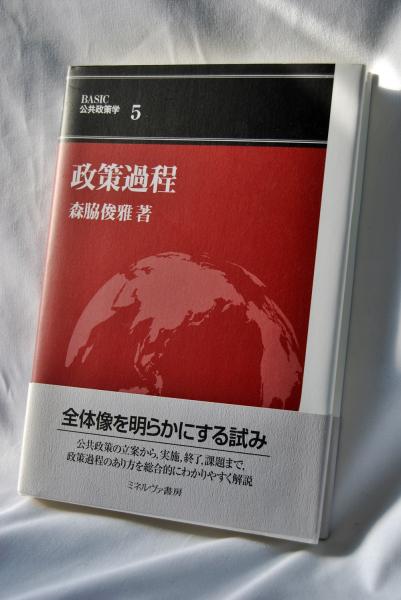 BASIC
公共政策学 5
政策過程
森脇俊雅著
全体像を明らかにする試み
公共政策の立案から，実施，終了，課題まで，
政策過程のあり方を総合的にわかりやすく解説
ミネルヴァ書房